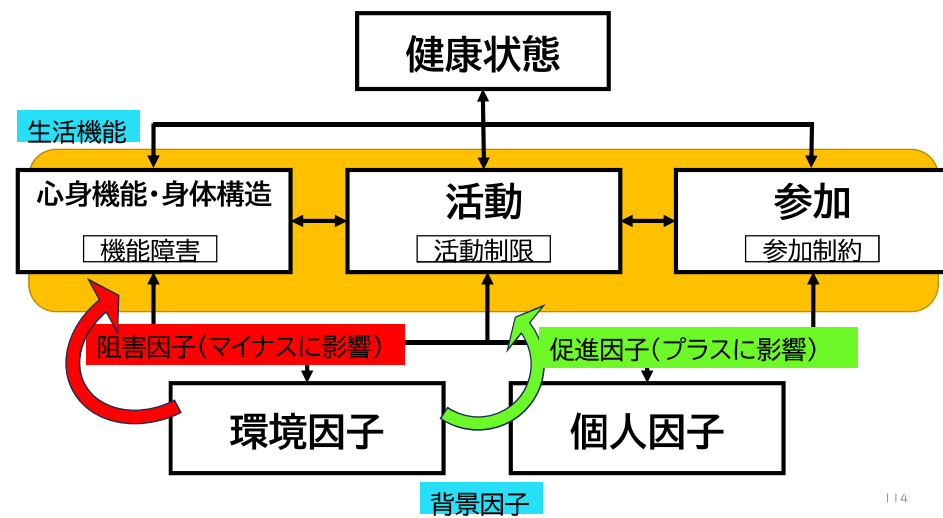 健康状態
生活機能
心身機能・身体構造
機能障害
活動
活動制限
参加
参加制約
阻害因子(マイナスに影響)
促進因子(プラスに影響)
環境因子
個人因子
背景因子
114